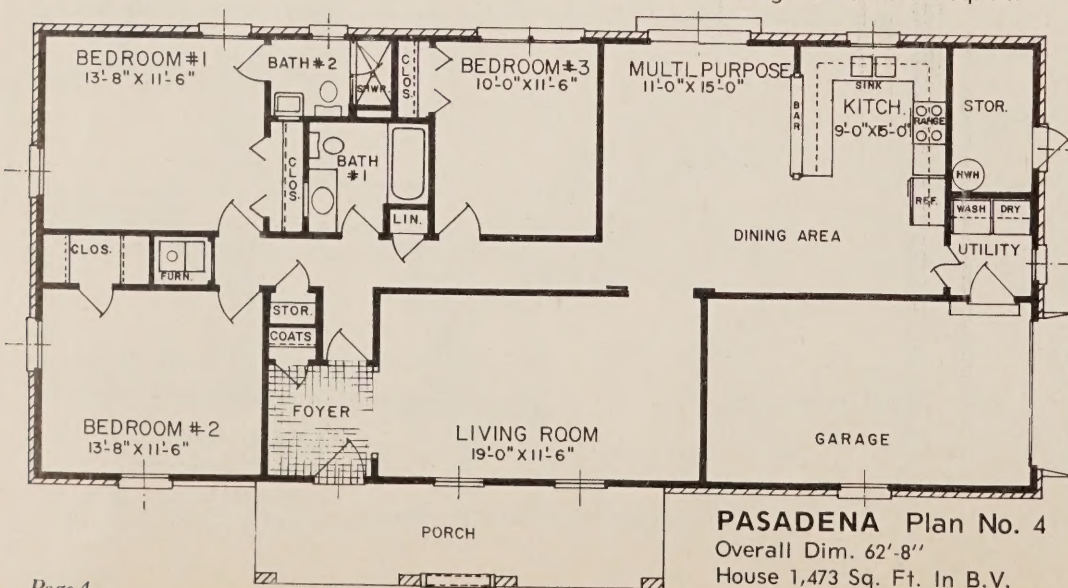 BEDROOM #1
13'-8" X 11'-6"
BATH #2
SHWR.
CLOS.
BEDROOM #3
10'-0" X 11'-6"
MULTI. PURPOSE
11'-0" X 15'-0"
BAR
SINK
KITCH.
9'-0" X 15'-0"
RANGE
REF.
STOR.
HWH
WASH DRY
UTILITY
CLOS.
BATH
#1
LIN.
DINING AREA
CLOS.
FURN.
STOR.
COATS
FOYER
BEDROOM #2
13'-8" X 11'-6"
LIVING ROOM
19'-0" X 11'-6"
GARAGE
PORCH
PASADENA Plan No. 4
Overall Dim. 62'-8"
House 1,473 Sq. Ft. In B.V.
Page 4